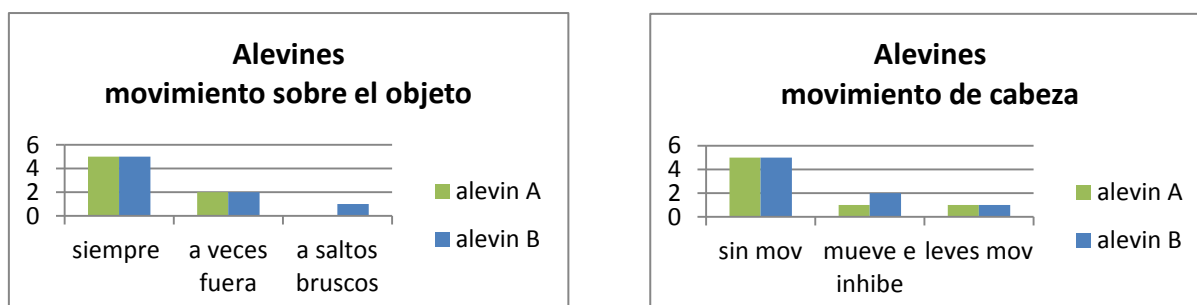 Alevines
movimiento sobre el objeto
6
4
2
0
siempre
a veces
fuera
a saltos
bruscos
alevin A
alevin B
Alevines
movimiento de cabeza
6
4
2
0
sin mov
mueve e
inhibe
leves mov
alevin A
alevin B